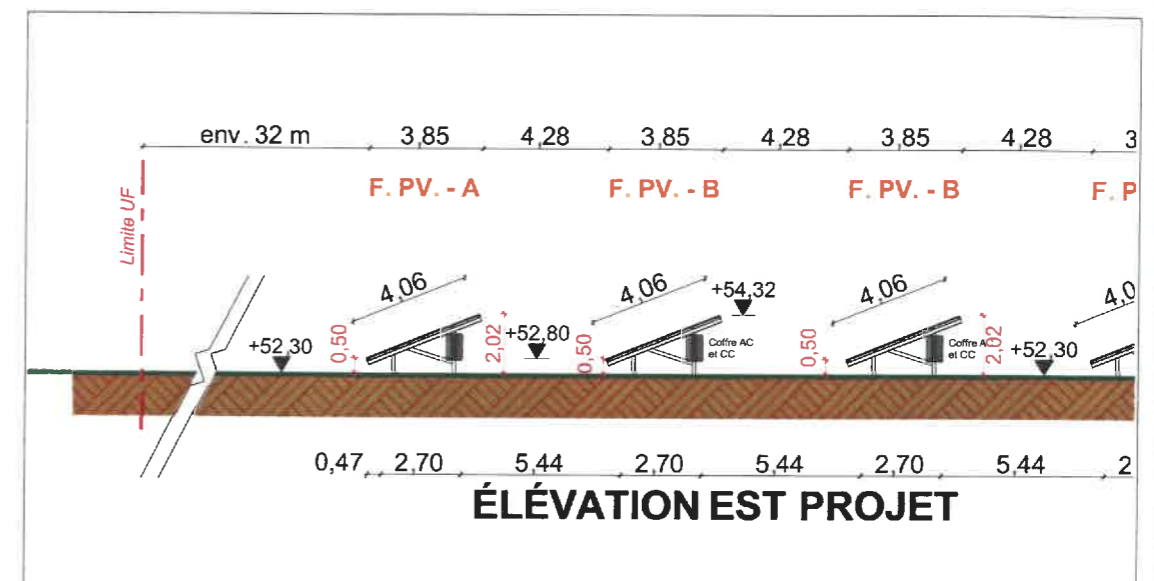 env. 32 m 3,85 4,28 3,85 4,28 3,85 4,28 3
F. PV. - A F. PV. - B F. PV. - B F. P
Limite UF
4,06 4,06 +54,32 4,06 4,0
0,50 +52,30 2,02 +52,80 0,50 Coffre AC 0,50 Coffre A 2,02 +52,30
et CC et CC
0,47 2,70 5,44 2,70 5,44 2,70 5,44 2
ÉLÉVATION EST PROJET